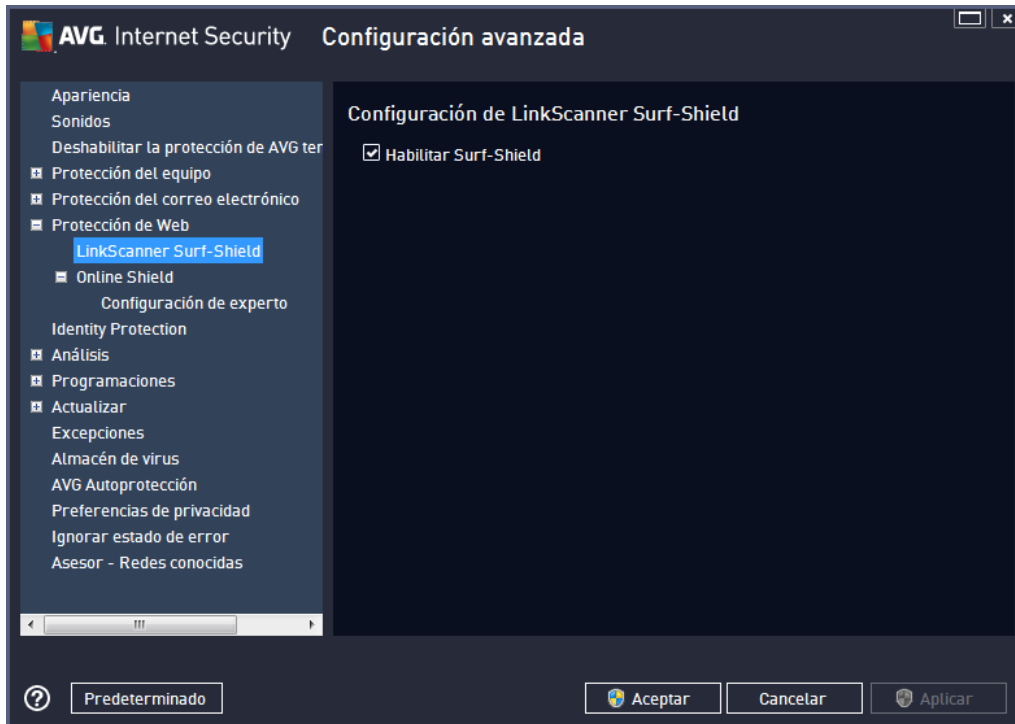 AVG. Internet Security Configuración avanzada
Apariencia
Sonidos
Deshabilitar la protección de AVG ter
Protección del equipo
Protección del correo electrónico
Protección de Web
LinkScanner Surf-Shield
Online Shield
Configuración de experto
Identity Protection
Análisis
Programaciones
Actualizar
Excepciones
Almacén de virus
AVG Autoprotección
Preferencias de privacidad
Ignorar estado de error
Asesor - Redes conocidas
Configuración de LinkScanner Surf-Shield
Habilitar Surf-Shield
? Predeterminado Aceptar Cancelar Aplicar